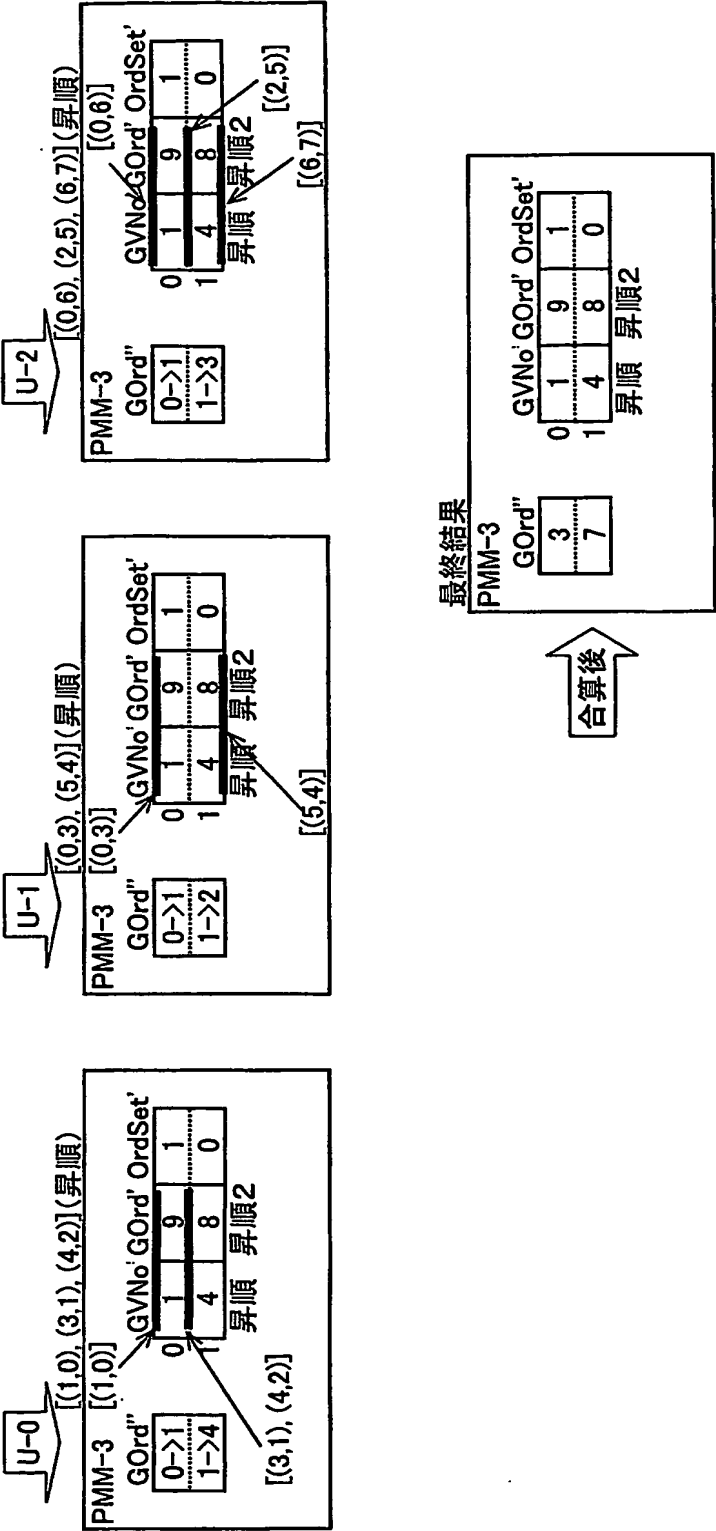 U-0
[(1,0), (3,1), (4,2)](昇順)
PMM-3
[(1,0)]
GOrd''
GVNo' GOrd' OrdSet'
0->1
0
1
9
1
1->4
1
4
8
0
昇順
昇順2
[(3,1), (4,2)]
U-1
[(0,3), (5,4)](昇順)
PMM-3
[(0,3)]
GOrd''
GVNo' GOrd' OrdSet'
0->1
0
1
9
1
1->2
1
4
8
0
昇順
昇順2
[(5,4)]
U-2
[(0,6), (2,5), (6,7)](昇順)
PMM-3
[(0,6)]
GOrd''
GVNo' GOrd' OrdSet'
0->1
0
1
9
1
1->3
1
4
8
0
昇順
昇順2
[(2,5)]
[(6,7)]
合算後
最終結果
PMM-3
GOrd''
GVNo' GOrd' OrdSet'
3
0
1
9
1
7
1
4
8
0
昇順
昇順2